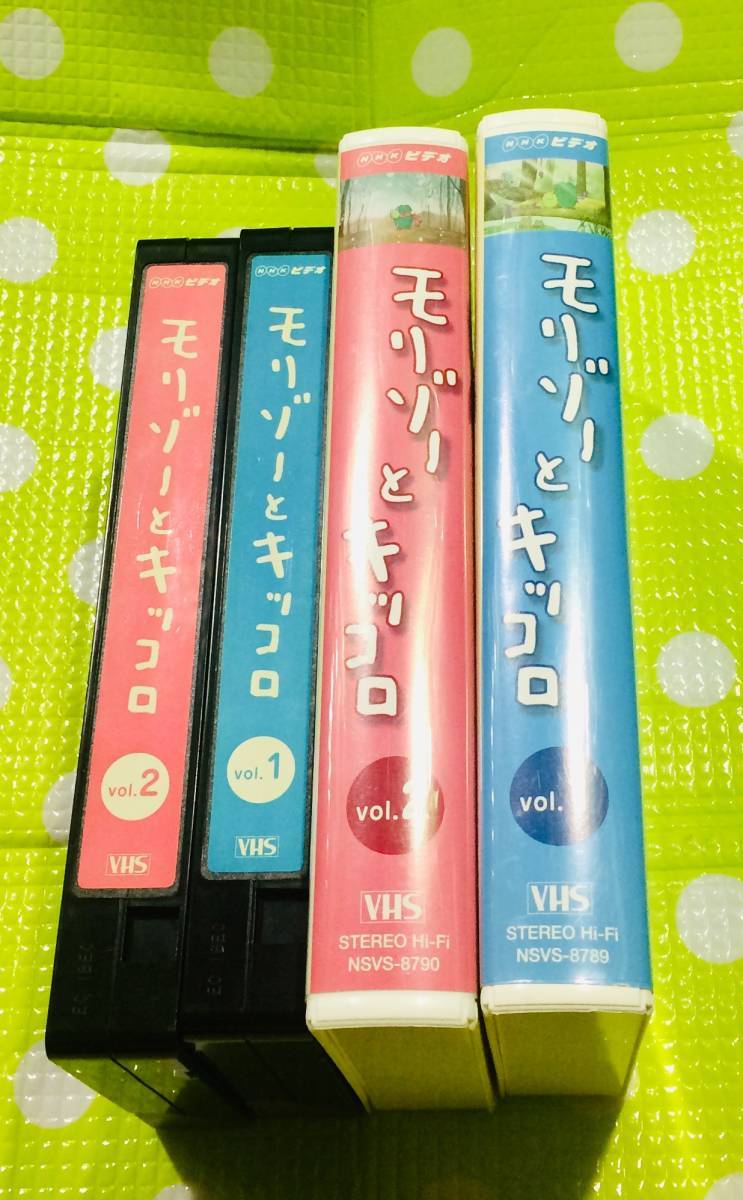 NHKビデオ
モリゾーとキッコロ
vol.2
VHS
NHKビデオ
モリゾーとキッコロ
vol.1
VHS
NHKビデオ
モリゾーとキッコロ
vol.2
VHS
STEREO Hi-Fi
NSVS-8790
NHKビデオ
モリゾーとキッコロ
vol.
VHS
STEREO Hi-Fi
NSVS-8789